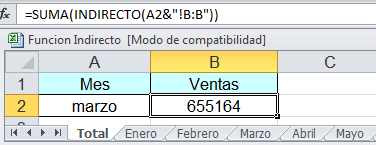 =SUMA(INDIRECTO(A2&"!B:B"))
Funcion Indirecto [Modo de compatibilidad]
A B C
1 Mes Ventas
2 marzo 655164
Total Enero Febrero Marzo Abril Mayo